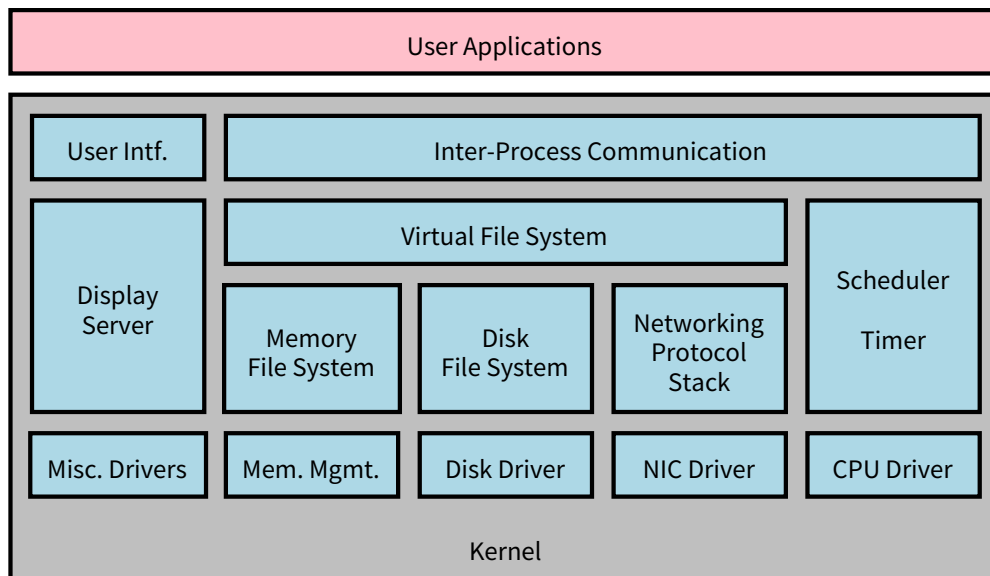 User Applications
User Intf.
Inter-Process Communication
Display
Server
Virtual File System
Scheduler
Timer
Memory
File System
Disk
File System
Networking
Protocol
Stack
Misc. Drivers
Mem. Mgmt.
Disk Driver
NIC Driver
CPU Driver
Kernel